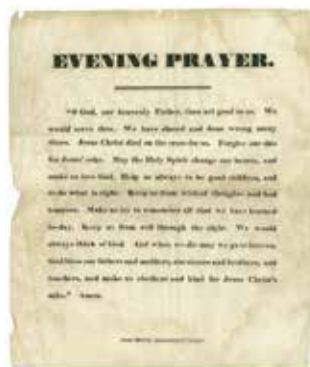 EVENING PRAYER.
"O God, our heavenly Father, thou art good to us. We
would serve thee. We have sinned and done wrong many
times. Jesus Christ died on the cross for us. Forgive our sins
for Jesus' sake. May the Holy Spirit change our hearts, and
make us love God. Help us always to be good children, and
to do what is right. Keep us from wicked thoughts and bad
tempers. Make us try to remember all that we have learned
to-day. Keep us from evil through the night. We would
always think of God. And when we die may we go to heaven.
God bless our fathers and mothers, our sisters and brothers, and
teachers, and make us obedient and kind for Jesus Christ's
sake." Amen.